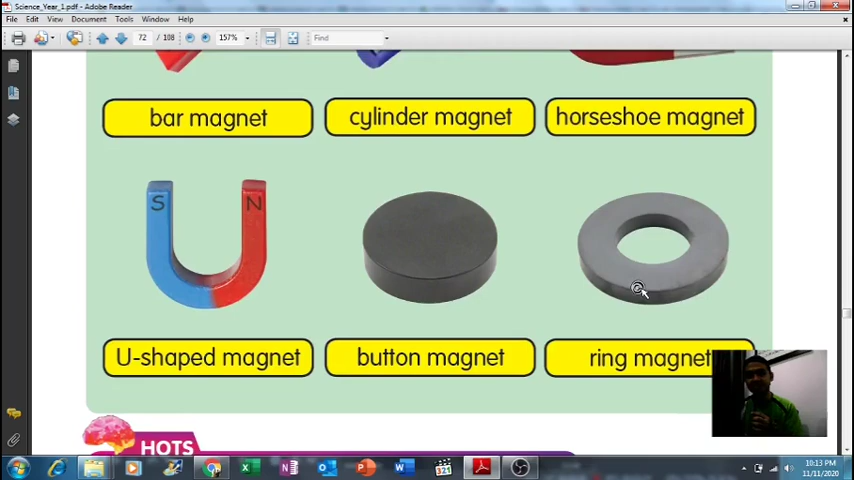 Science_Year_1.pdf - Adobe Reader
File Edit View Document Tools Window Help
72 / 108 157% Find
bar magnet
cylinder magnet
horseshoe magnet
S N
U-shaped magnet
button magnet
ring magnet
HOTS
321
10:13 PM
11/11/2020